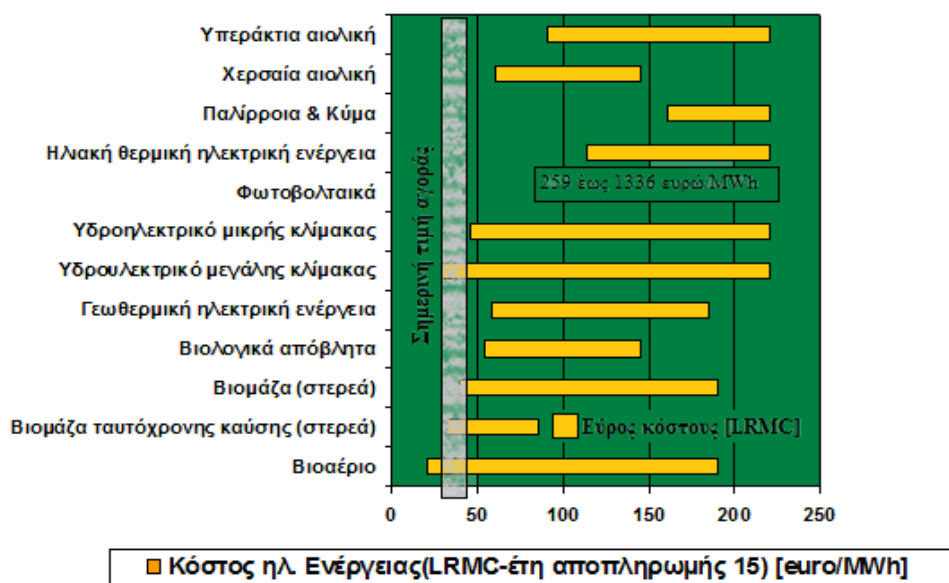 Υπεράκτια αιολική
Χερσαία αιολική
Παλίρροια & Κύμα
Ηλιακή θερμική ηλεκτρική ενέργεια
259 έως 1336 ευρώ/MWh
Φωτοβολταικά
Υδροηλεκτρικό μικρής κλίμακας
Υδρουλεκτρικό μεγάλης κλίμακας
Γεωθερμική ηλεκτρική ενέργεια
Βιολογικά απόβλητα
Βιομάζα (στερεά)
Βιομάζα ταυτόχρονης καύσης (στερεά)
Βιοαέριο
Σημερινή τιμή αγοράς
Εύρος κόστους [LRMC]
0 50 100 150 200 250
Κόστος ηλ. Ενέργειας(LRMC-έτη αποπληρωμής 15) [euro/MWh]